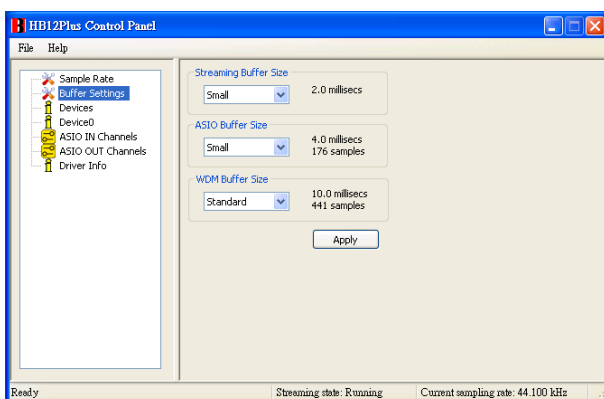 HB12Plus Control Panel
File Help
Sample Rate
Buffer Settings
Devices
Device0
ASIO IN Channels
ASIO OUT Channels
Driver Info
Streaming Buffer Size
Small 2.0 millisecs
ASIO Buffer Size
Small 4.0 millisecs
176 samples
WDM Buffer Size
Standard 10.0 millisecs
441 samples
Apply
Ready Streaming state: Running Current sampling rate: 44.100 kHz